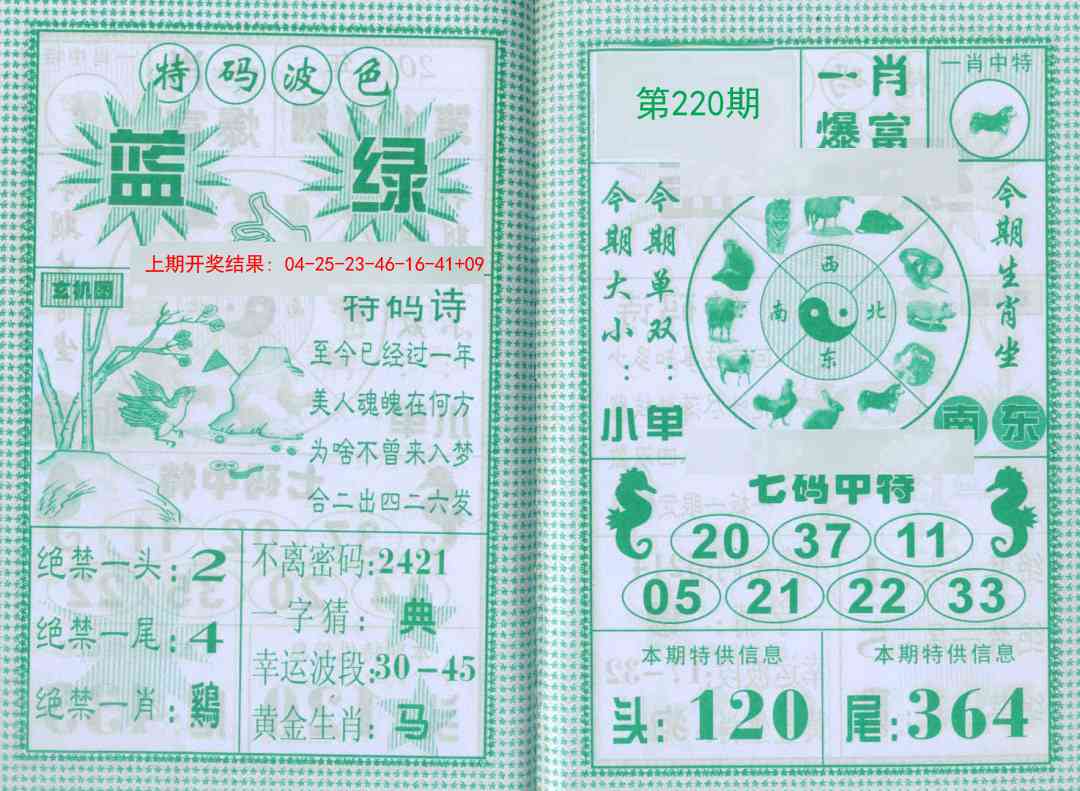 特码波色
蓝 绿
上期开奖结果：04-25-23-46-16-41+09
玄机图
特码诗
至今已经过一年
美人魂魄在何方
为啥不曾来入梦
合二出四二六发
绝禁一头:2
绝禁一尾:4
绝禁一肖:鷄
不离密码:2421
一字猜:典
幸运波段:30-45
黄金生肖:马
第220期
一肖
爆富
一肖中特
今期大小:小
今期单双:单
西
南 北
东
今期生肖坐
南 东
七码中特
20 37 11
05 21 22 33
本期特供信息
头:120
本期特供信息
尾:364